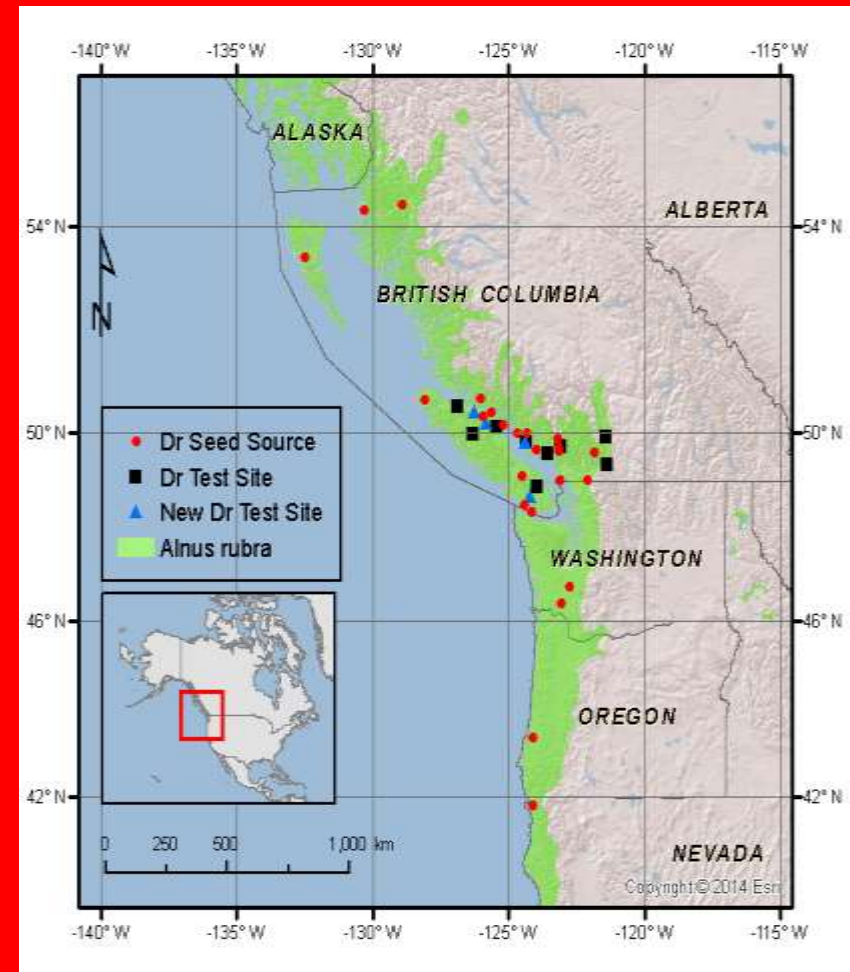 -140° W -135° W -130° W -125° W -120° W -115° W
ALASKA
54° N ALBERTA 54° N
BRITISH COLUMBIA
N
50° N 50° N
Dr Seed Source
Dr Test Site
New Dr Test Site
Alnus rubra
WASHINGTON
46° N 46° N
OREGON
42° N 42° N
0 250 500 1,000 km
NEVADA
Copyright © 2014 Esri
-140° W -135° W -130° W -125° W -120° W -115° W